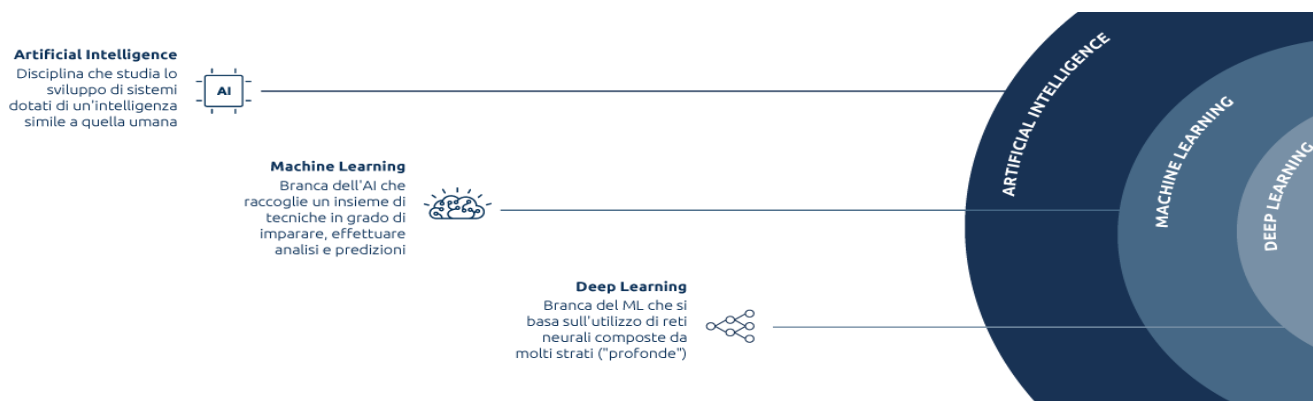 Artificial Intelligence
Disciplina che studia lo
sviluppo di sistemi
dotati di un'intelligenza
simile a quella umana
AI
Machine Learning
Branca dell'AI che
raccoglie un insieme di
tecniche in grado di
imparare, effettuare
analisi e predizioni
Deep Learning
Branca del ML che si
basa sull'utilizzo di reti
neurali composte da
molti strati ("profonde")
ARTIFICIAL INTELLIGENCE
MACHINE LEARNING
DEEP LEARNING